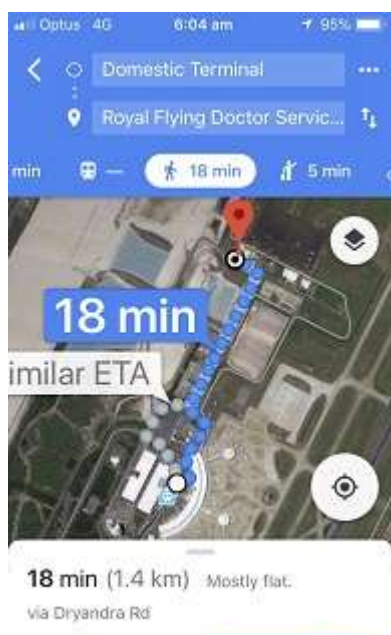 Optus 4G 6:04 am 95%
Domestic Terminal
Royal Flying Doctor Servic...
min — 18 min 5 min
18 min
imilar ETA
18 min (1.4 km) Mostly flat.
via Dryandra Rd